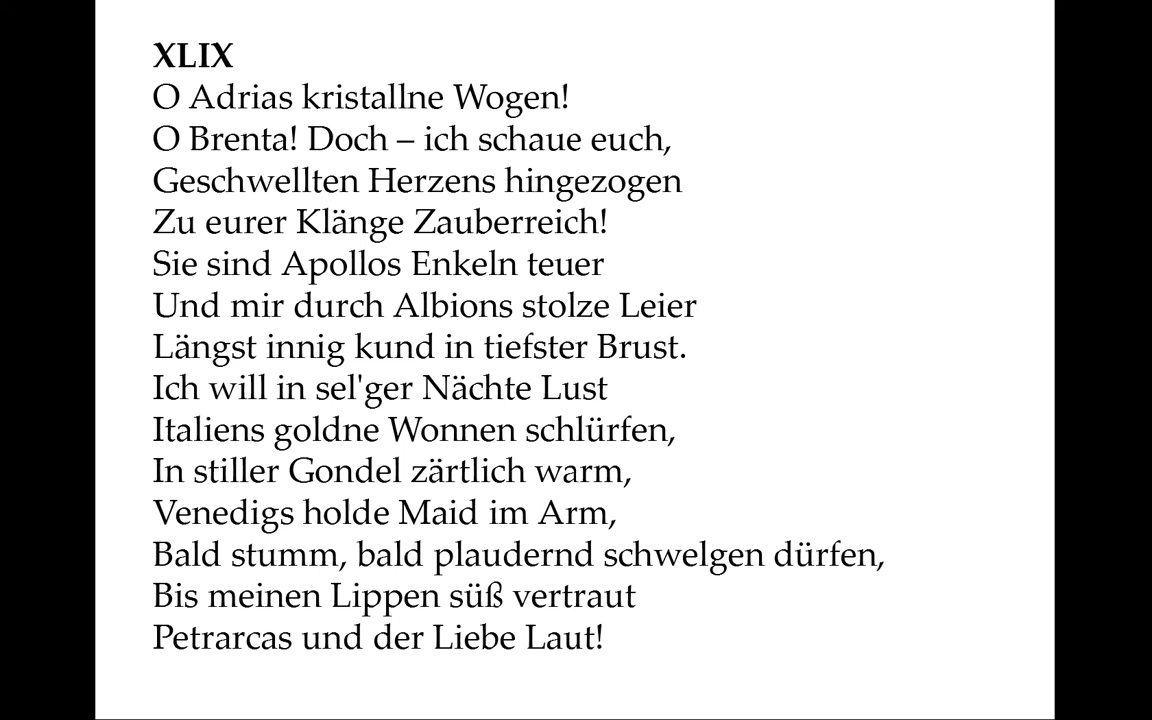 XLIX
O Adrias kristallne Wogen!
O Brenta! Doch – ich schaue euch,
Geschwellten Herzens hingezogen
Zu eurer Klänge Zauberreich!
Sie sind Apollos Enkeln teuer
Und mir durch Albions stolze Leier
Längst innig kund in tiefster Brust.
Ich will in sel'ger Nächte Lust
Italiens goldne Wonnen schlürfen,
In stiller Gondel zärtlich warm,
Venedigs holde Maid im Arm,
Bald stumm, bald plaudernd schwelgen dürfen,
Bis meinen Lippen süß vertraut
Petrarcas und der Liebe Laut!